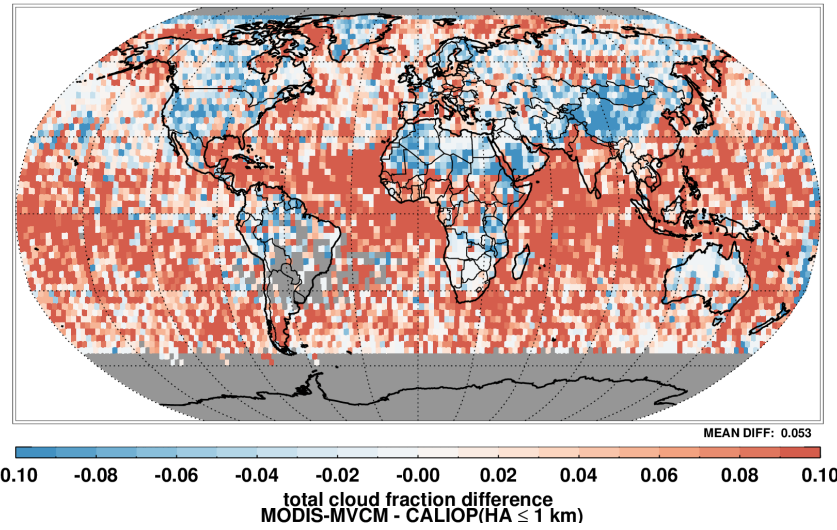 MEAN DIFF: 0.053
0.10 -0.08 -0.06 -0.04 -0.02 -0.00 0.02 0.04 0.06 0.08 0.10
total cloud fraction difference
MODIS-MVCM - CALIOP(HA ≤ 1 km)